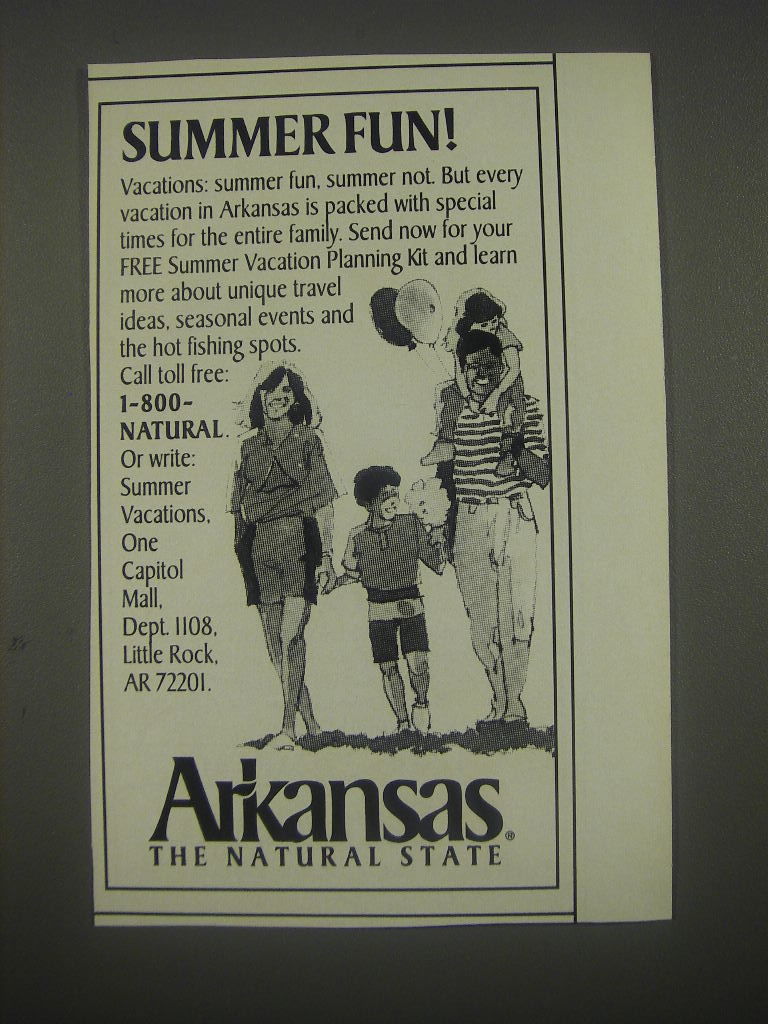 SUMMER FUN!
Vacations: summer fun, summer not. But every
vacation in Arkansas is packed with special
times for the entire family. Send now for your
FREE Summer Vacation Planning Kit and learn
more about unique travel
ideas, seasonal events and
the hot fishing spots.
Call toll free:
1-800-
NATURAL.
Or write:
Summer
Vacations,
One
Capitol
Mall,
Dept. 1108,
Little Rock,
AR 72201.
Arkansas®
THE NATURAL STATE